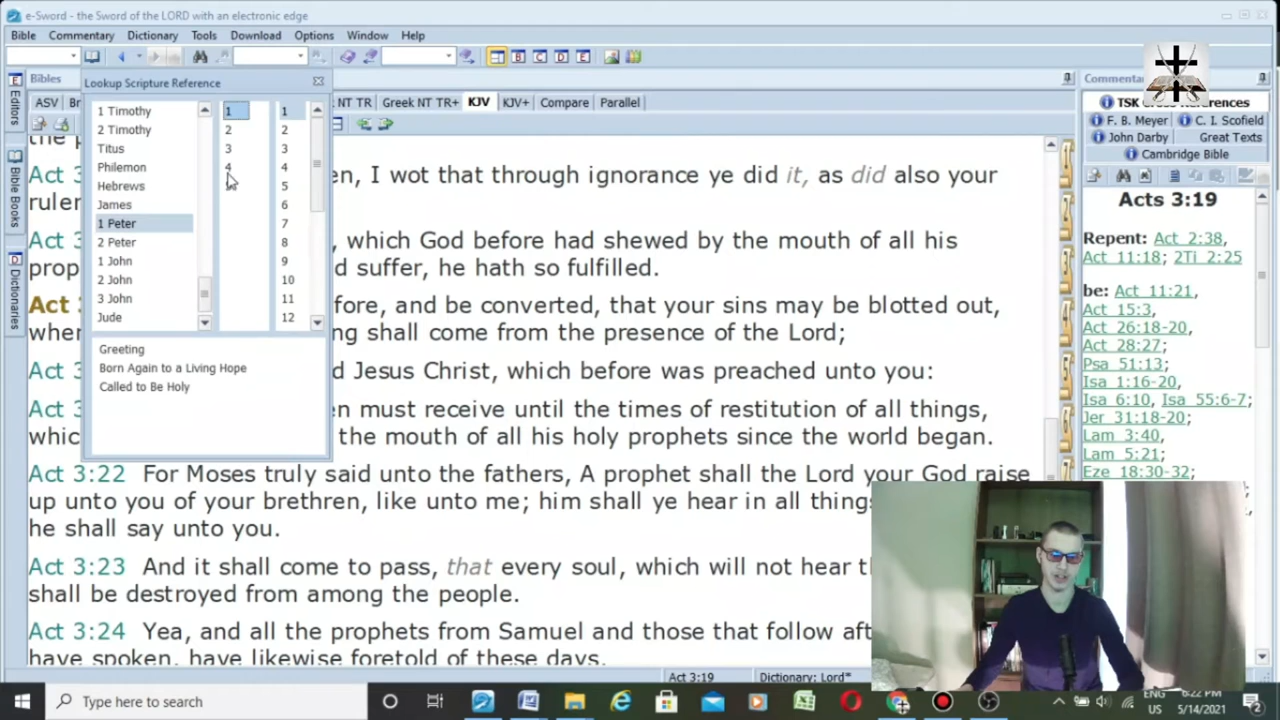 e-Sword - the Sword of the LORD with an electronic edge
Bible Commentary Dictionary Tools Download Options Window Help
B C D E
Bibles
Commenta
Lookup Scripture Reference
ASV Br
NT TR Greek NT TR+ KJV KJV+ Compare Parallel
TSK Cross References
F. B. Meyer C. I. Scofield
John Darby Great Texts
Cambridge Bible
Editors
Bible Books
Dictionaries
1 Timothy 1 1
2 Timothy 2 2
Titus 3 3
Philemon 4 4
Hebrews 5
James 6
1 Peter 7
2 Peter 8
1 John 9
2 John 10
3 John 11
Jude 12
Greeting
Born Again to a Living Hope
Called to Be Holy
the p
Act 3 en, I wot that through ignorance ye did it, as did also your
ruler
Act 3 , which God before had shewed by the mouth of all his
prop d suffer, he hath so fulfilled.
Act fore, and be converted, that your sins may be blotted out,
when ng shall come from the presence of the Lord;
Act 3 d Jesus Christ, which before was preached unto you:
Act 3 en must receive until the times of restitution of all things,
whic the mouth of all his holy prophets since the world began.
Act 3:22 For Moses truly said unto the fathers, A prophet shall the Lord your God raise
up unto you of your brethren, like unto me; him shall ye hear in all things
he shall say unto you.
Act 3:23 And it shall come to pass, that every soul, which will not hear th
shall be destroyed from among the people.
Act 3:24 Yea, and all the prophets from Samuel and those that follow aft
have spoken, have likewise foretold of these days.
Acts 3:19
Repent: Act 2:38,
Act 11:18; 2Ti 2:25
be: Act 11:21,
Act 15:3,
Act 26:18-20,
Act 28:27;
Psa 51:13;
Isa 1:16-20,
Isa 6:10, Isa 55:6-7;
Jer 31:18-20;
Lam 3:40,
Lam 5:21;
Eze 18:30-32;
Act 3:19 Dictionary: Lord*
Type here to search
ENG
US
6:22 PM
5/14/2021
2